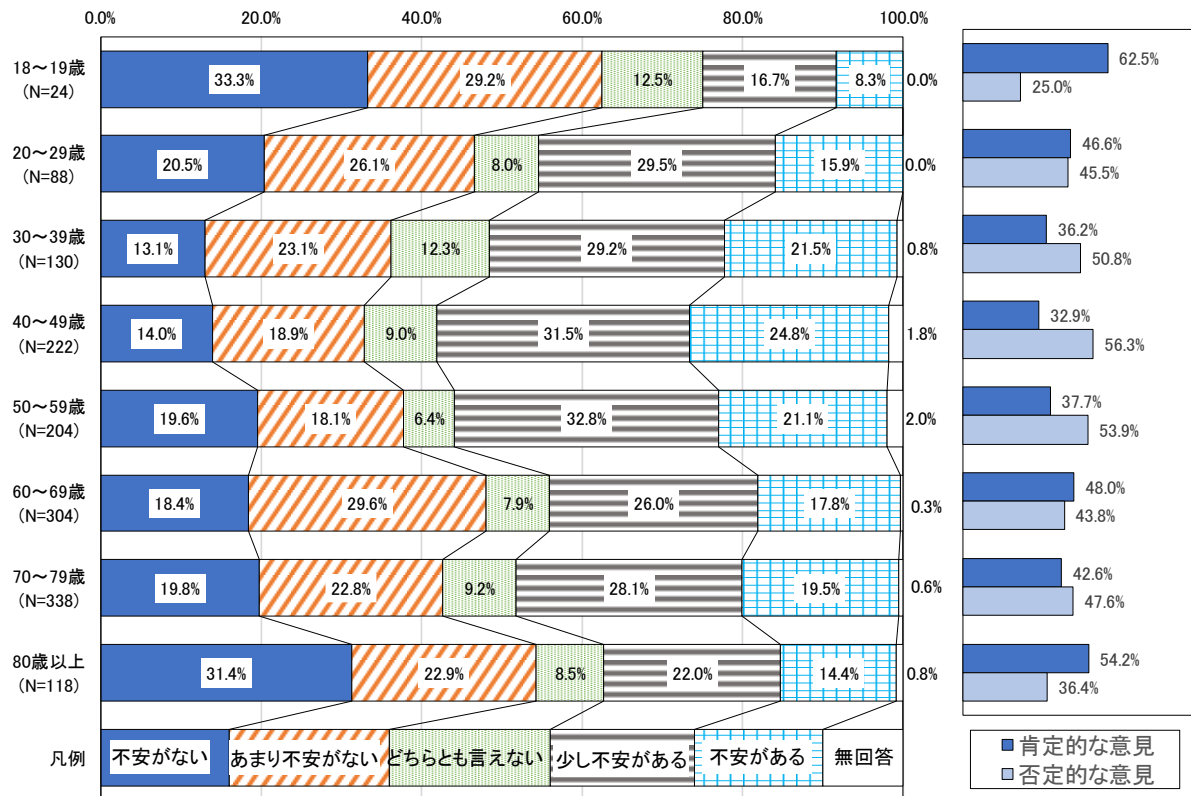 0.0% 20.0% 40.0% 60.0% 80.0% 100.0%
18～19歳
(N=24)
33.3% 29.2% 12.5% 16.7% 8.3% 0.0%
62.5%
25.0%
20～29歳
(N=88)
20.5% 26.1% 8.0% 29.5% 15.9% 0.0%
46.6%
45.5%
30～39歳
(N=130)
13.1% 23.1% 12.3% 29.2% 21.5% 0.8%
36.2%
50.8%
40～49歳
(N=222)
14.0% 18.9% 9.0% 31.5% 24.8% 1.8%
32.9%
56.3%
50～59歳
(N=204)
19.6% 18.1% 6.4% 32.8% 21.1% 2.0%
37.7%
53.9%
60～69歳
(N=304)
18.4% 29.6% 7.9% 26.0% 17.8% 0.3%
48.0%
43.8%
70～79歳
(N=338)
19.8% 22.8% 9.2% 28.1% 19.5% 0.6%
42.6%
47.6%
80歳以上
(N=118)
31.4% 22.9% 8.5% 22.0% 14.4% 0.8%
54.2%
36.4%
凡例 不安がない あまり不安がない どちらとも言えない 少し不安がある 不安がある 無回答
肯定的な意見
否定的な意見